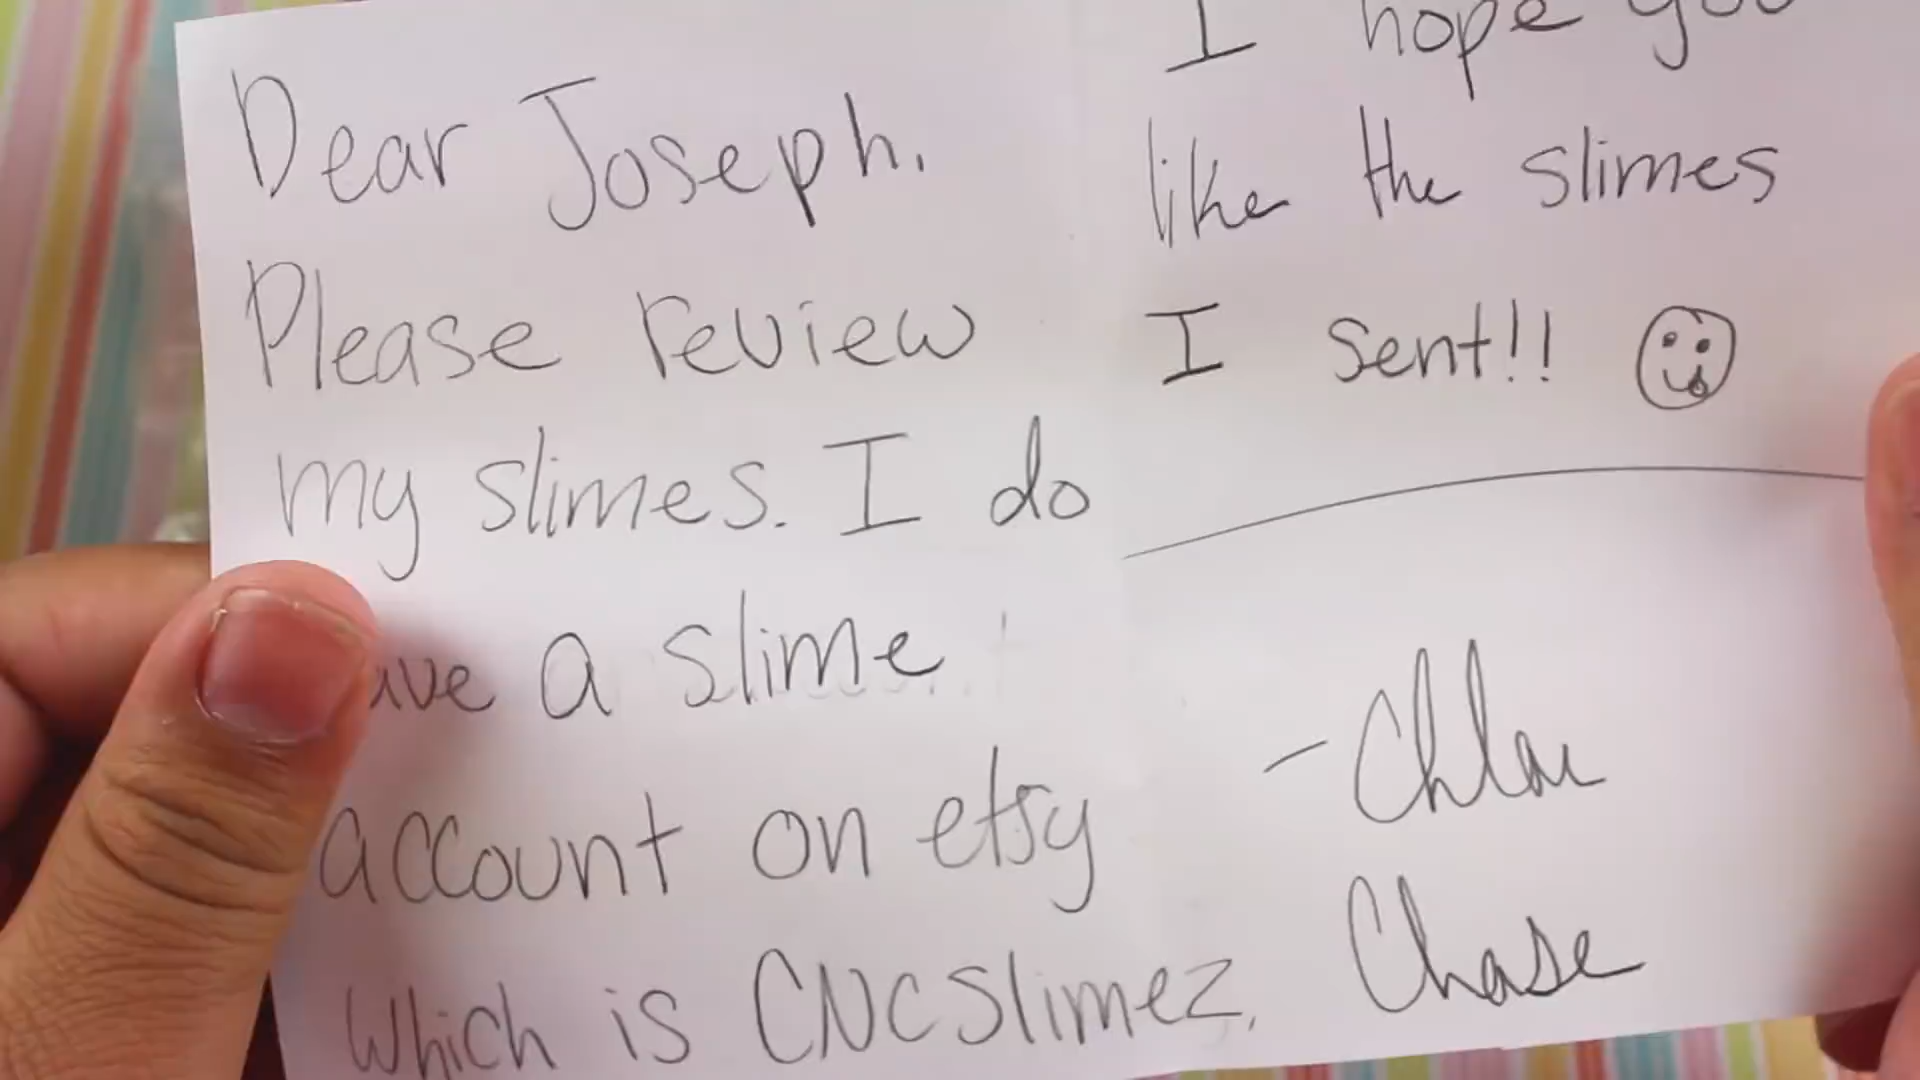 Dear Joseph.
Please review
my slimes. I do
ave a slime
account on etsy
which is CNCSlimez.
I hope you
like the slimes
I sent!!
- Chloe
Chase